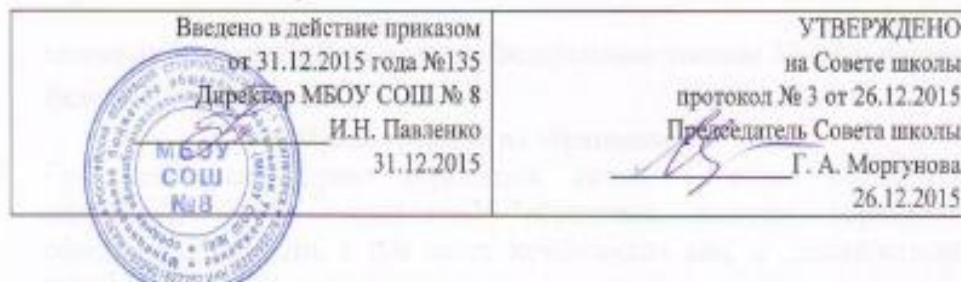 Введено в действие приказом
от 31.12.2015 года №135
Директор МБОУ СОШ № 8
И.Н. Павленко
31.12.2015
МБОУ
СОШ
№8
УТВЕРЖДЕНО
на Совете школы
протокол № 3 от 26.12.2015
Председатель Совета школы
Г. А. Моргунова
26.12.2015